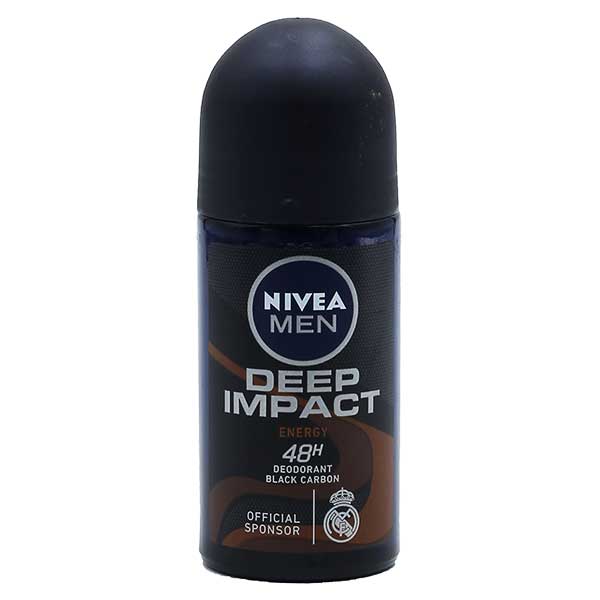 NIVEA
MEN
DEEP
IMPACT
ENERGY
48H
DEODORANT
BLACK CARBON
OFFICIAL
SPONSOR